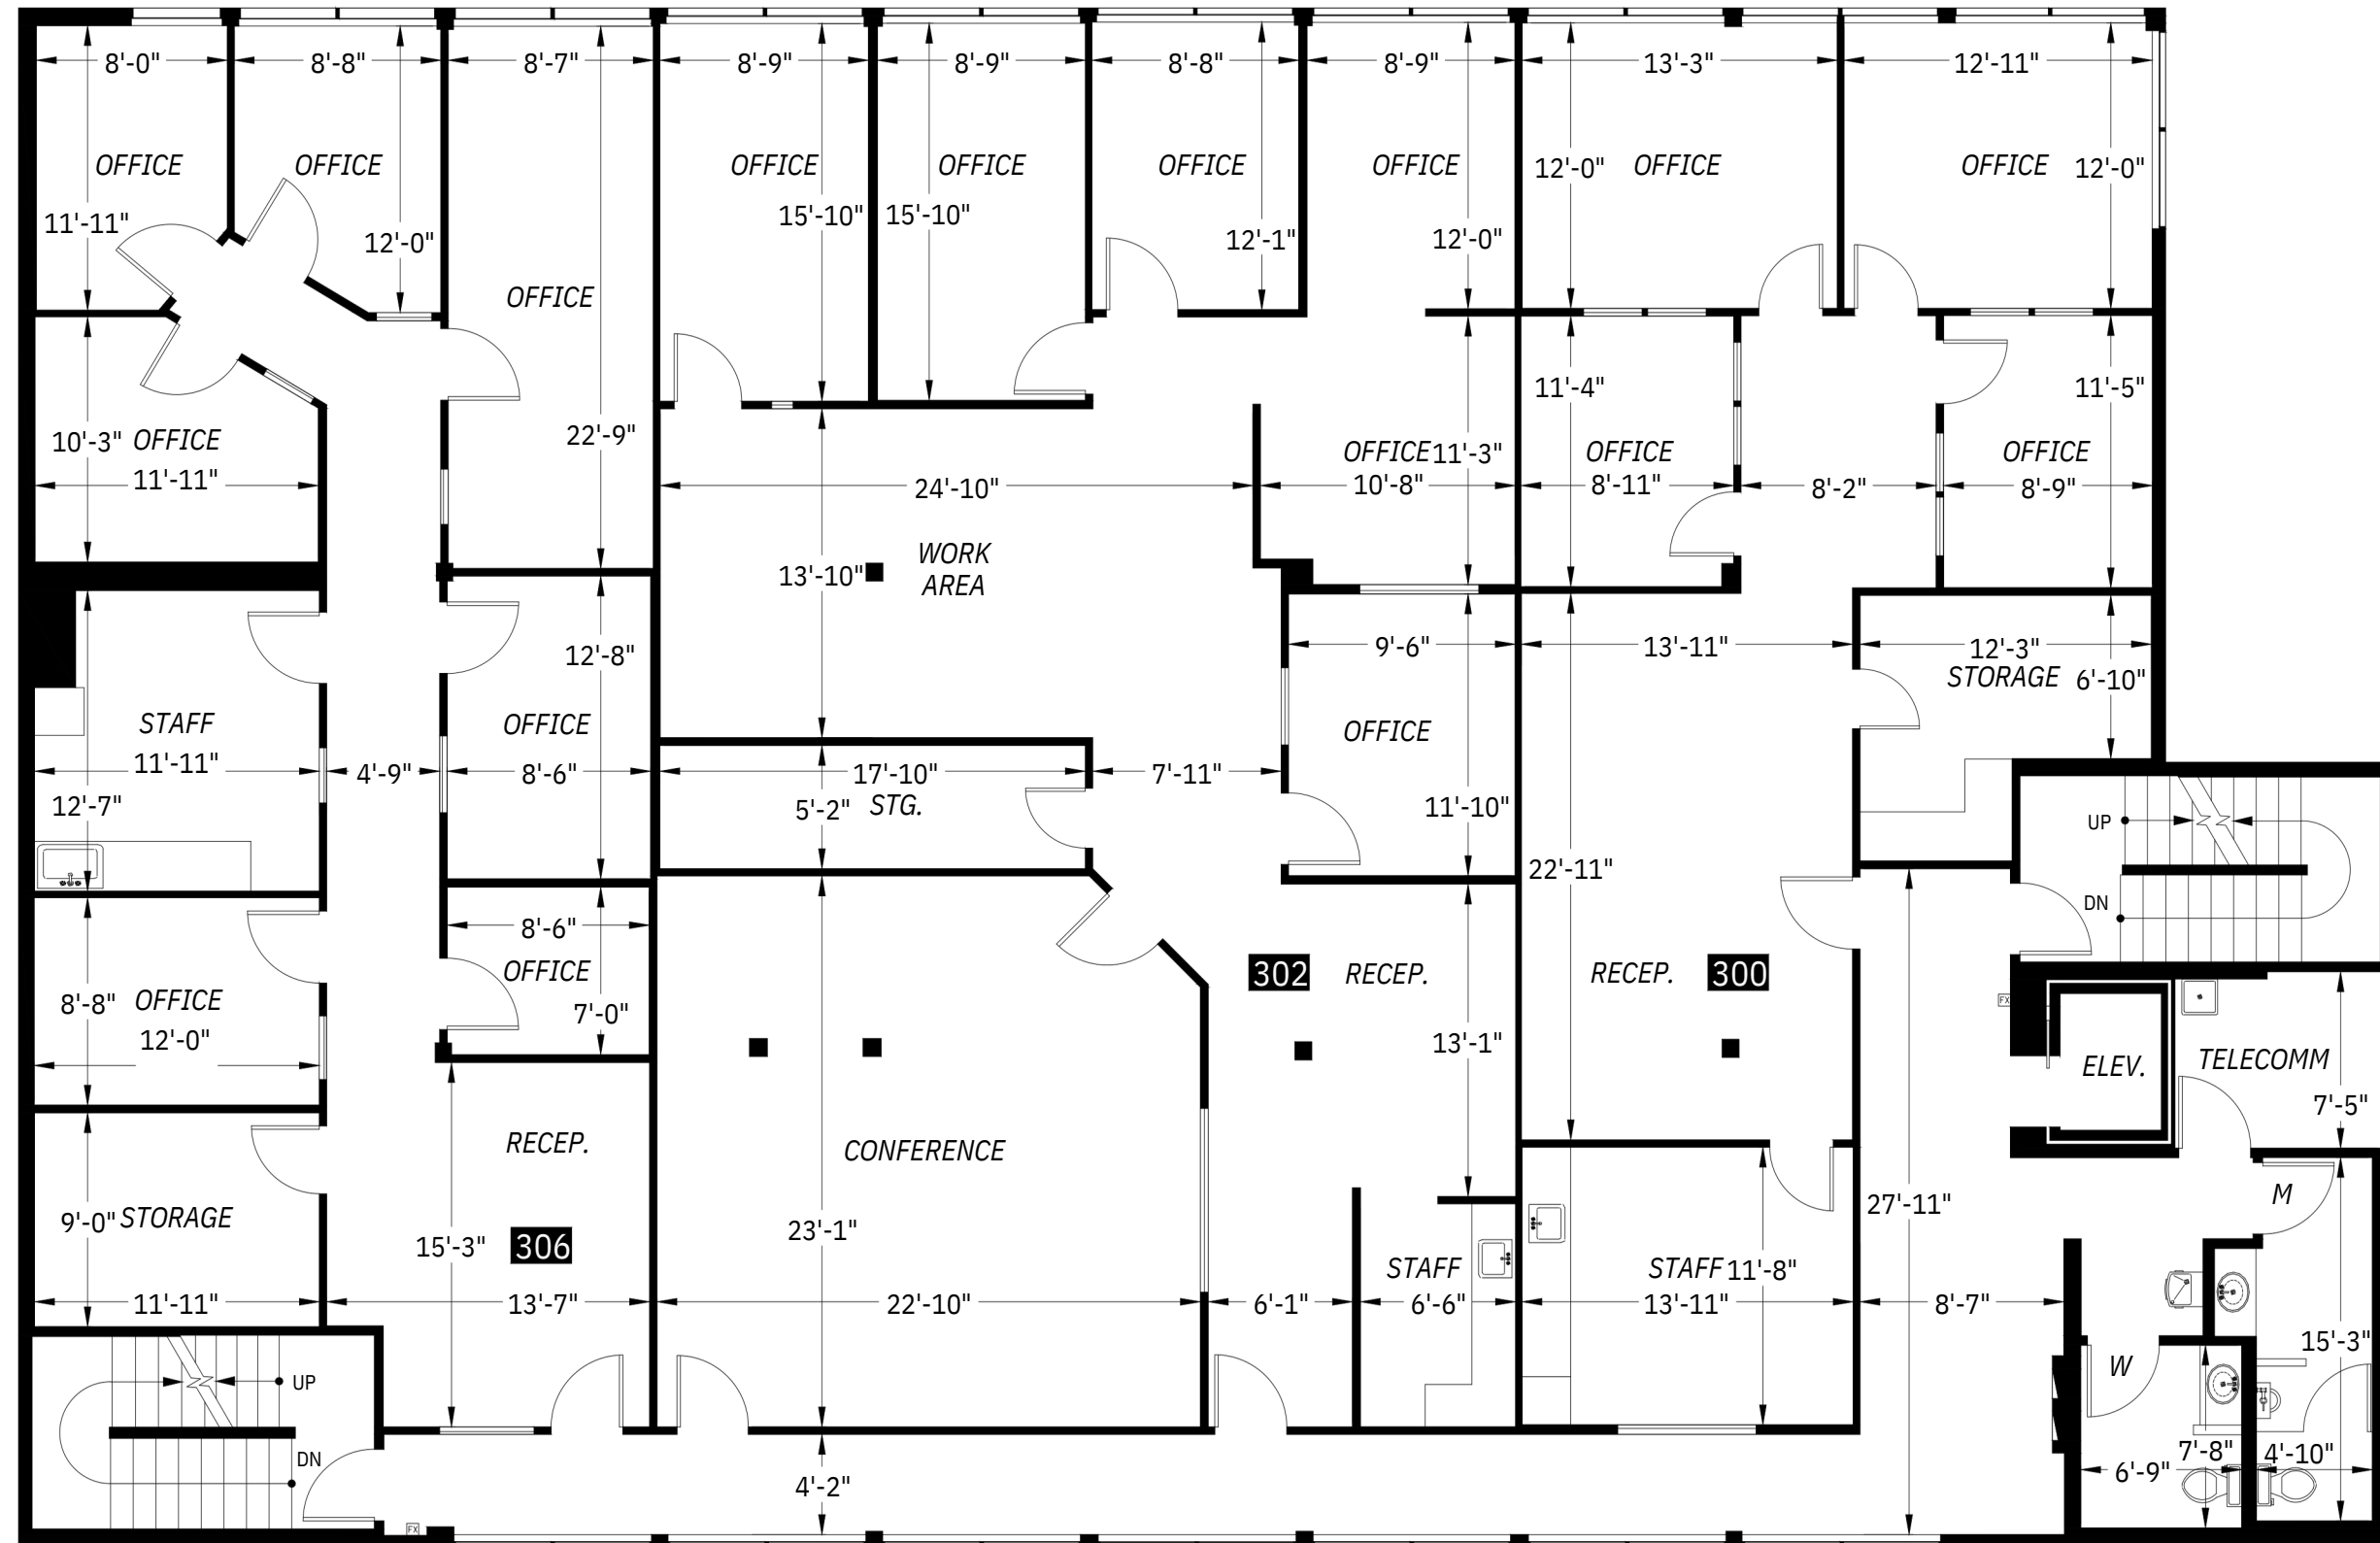 8'-0"
8'-8"
8'-7"
8'-9"
8'-9"
8'-8"
8'-9"
13'-3"
12'-11"
OFFICE
OFFICE
OFFICE
OFFICE
OFFICE
OFFICE
12'-0"
OFFICE
OFFICE
12'-0"
11'-11"
12'-0"
15'-10"
15'-10"
12'-1"
12'-0"
OFFICE
22'-9"
11'-4"
11'-5"
10'-3"
OFFICE
11'-11"
OFFICE
11'-3"
10'-8"
OFFICE
8'-11"
8'-2"
OFFICE
8'-9"
24'-10"
WORK
AREA
13'-10"
12'-8"
9'-6"
13'-11"
12'-3"
STORAGE
6'-10"
STAFF
11'-11"
12'-7"
4'-9"
OFFICE
8'-6"
17'-10"
STG.
5'-2"
7'-11"
OFFICE
11'-10"
22'-11"
UP
DN
8'-6"
OFFICE
7'-0"
8'-8"
OFFICE
12'-0"
302
RECEP.
RECEP.
300
FX
ELEV.
TELECOMM
7'-5"
13'-1"
RECEP.
CONFERENCE
9'-0"
STORAGE
11'-11"
15'-3"
306
13'-7"
23'-1"
22'-10"
6'-1"
STAFF
6'-6"
STAFF
11'-8"
13'-11"
27'-11"
8'-7"
M
15'-3"
W
UP
DN
FX
4'-2"
6'-9"
7'-8"
4'-10"